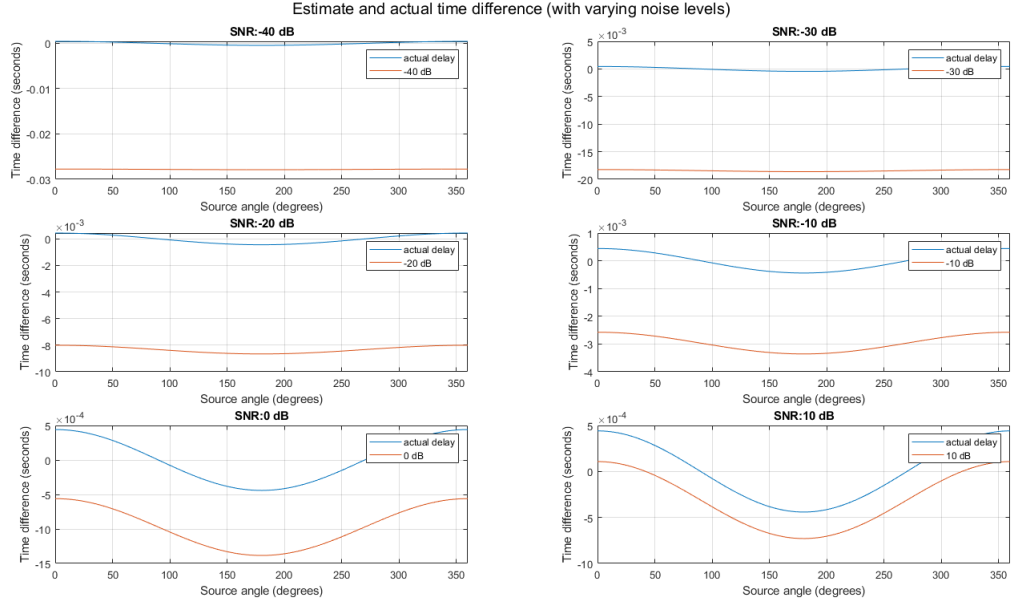 Estimate and actual time difference (with varying noise levels)
SNR:-40 dB
Time difference (seconds)
0
-0.01
-0.02
-0.03
actual delay
-40 dB
0 50 100 150 200 250 300 350
Source angle (degrees)
SNR:-30 dB
×10-3
Time difference (seconds)
5
0
-5
-10
-15
-20
actual delay
-30 dB
0 50 100 150 200 250 300 350
Source angle (degrees)
SNR:-20 dB
×10-3
Time difference (seconds)
0
-2
-4
-6
-8
-10
actual delay
-20 dB
0 50 100 150 200 250 300 350
Source angle (degrees)
SNR:-10 dB
×10-3
Time difference (seconds)
1
0
-1
-2
-3
-4
actual delay
-10 dB
0 50 100 150 200 250 300 350
Source angle (degrees)
SNR:0 dB
×10-4
Time difference (seconds)
5
0
-5
-10
-15
actual delay
0 dB
0 50 100 150 200 250 300 350
Source angle (degrees)
SNR:10 dB
×10-4
Time difference (seconds)
5
0
-5
-10
actual delay
10 dB
0 50 100 150 200 250 300 350
Source angle (degrees)